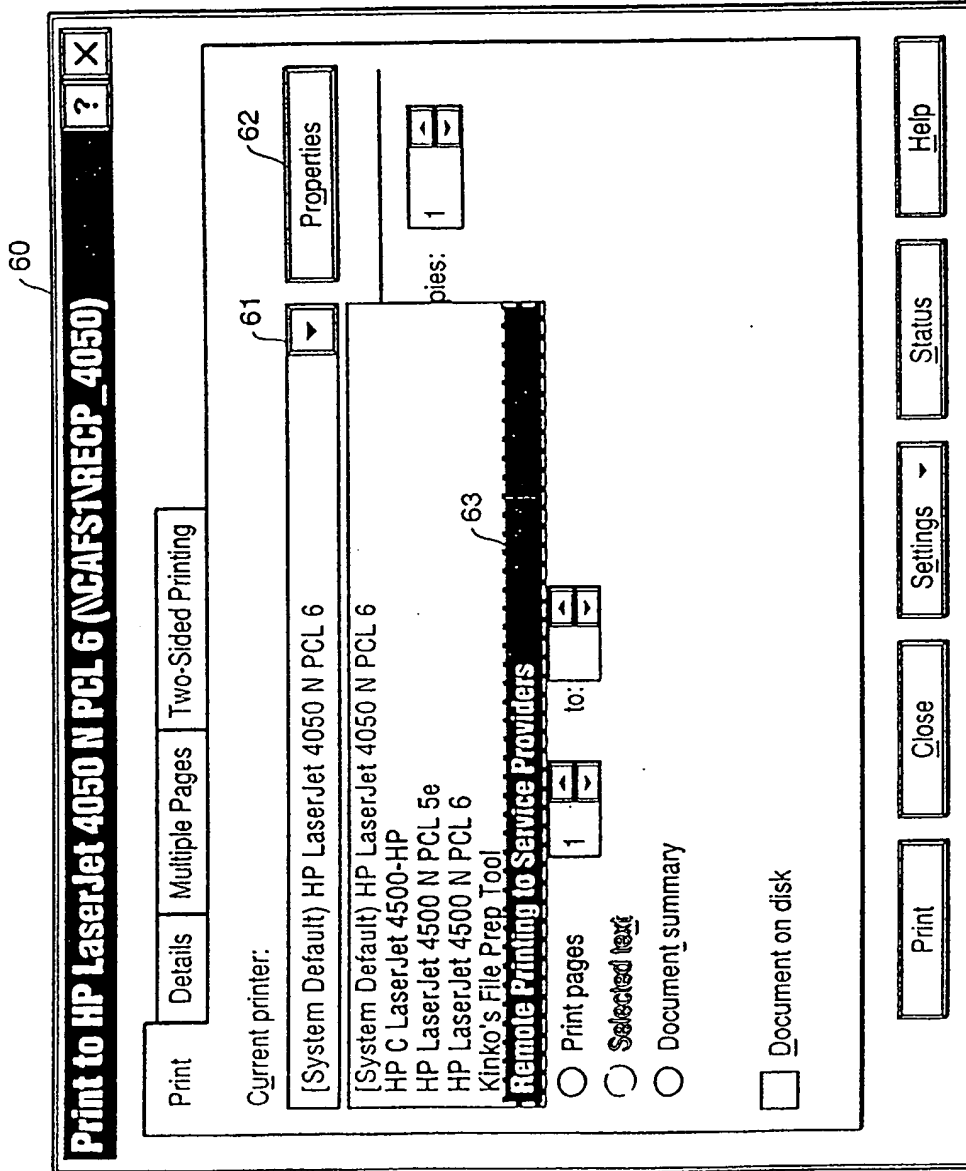 60
Print to HP LaserJet 4050 N PCL 6 (\\CAFS1\RECP_4050)
? X
Print Details Multiple Pages Two-Sided Printing
Current printer:
61
62
[System Default) HP LaserJet 4050 N PCL 6
Properties
[System Default) HP LaserJet 4050 N PCL 6
HP C LaserJet 4500-HP
HP LaserJet 4500 N PCL 5e
HP LaserJet 4500 N PCL 6
Kinko's File Prep Tool
63
Remote Printing to Service Providers
pies: 1
Print pages 1 to:
Selected text
Document summary
Document on disk
Print Close Settings Status Help